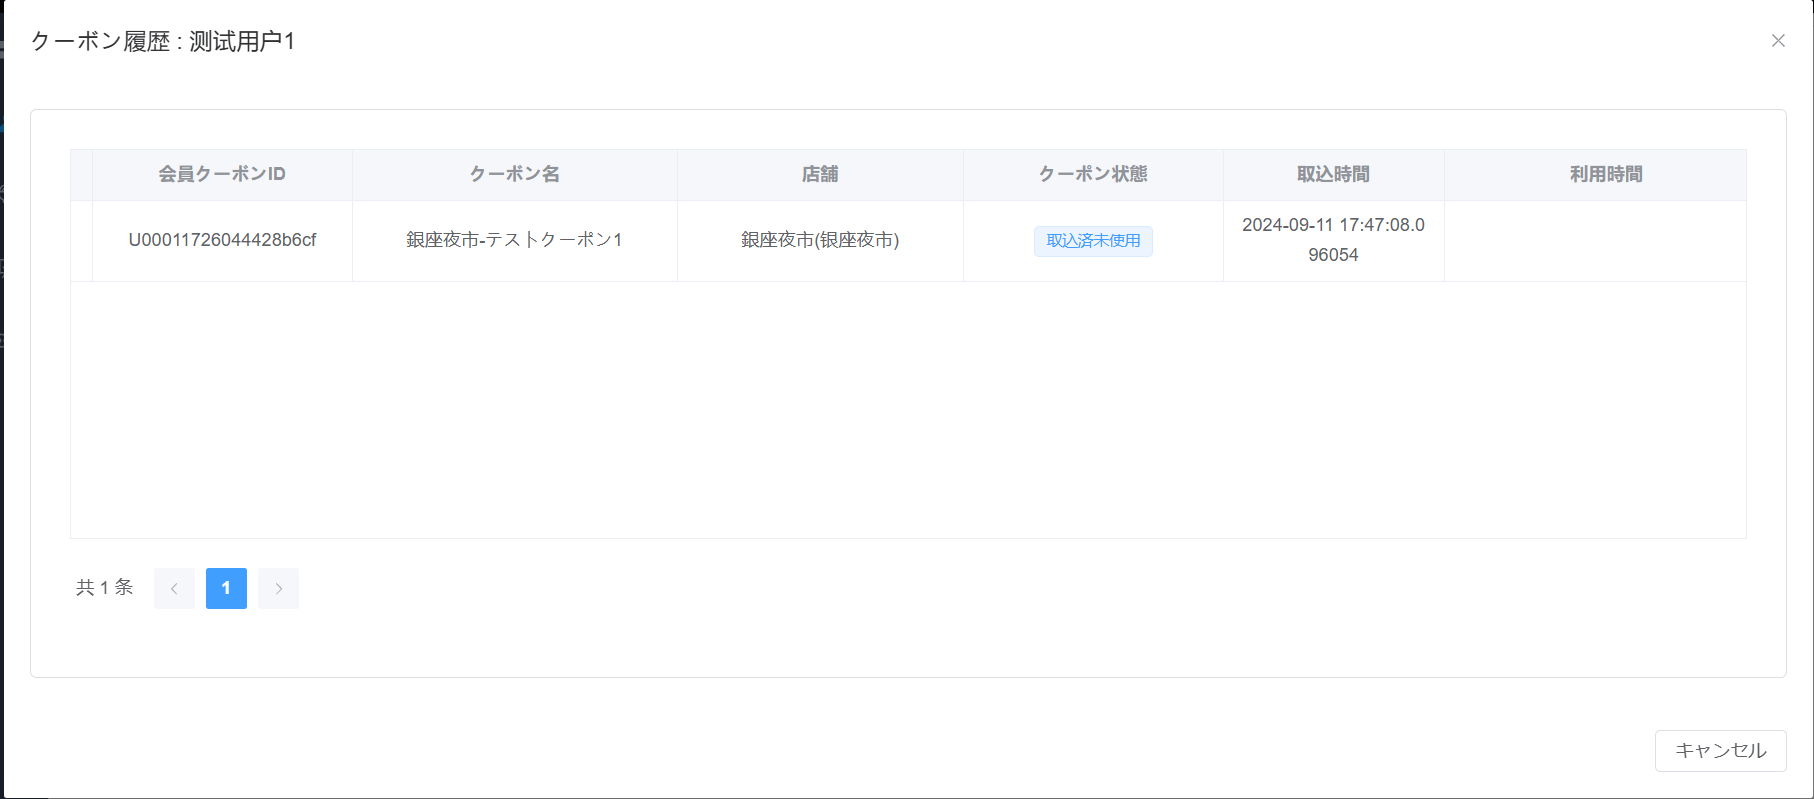 クーボン履歴 : 测试用户1
会員クーボンID
クーボン名
店舗
クーポン状態
取込時間
利用時間
U00011726044428b6cf
銀座夜市-テストクーポン1
銀座夜市(银座夜市)
取込済未使用
2024-09-11 17:47:08.0
96054
共 1 条
1
キャンセル